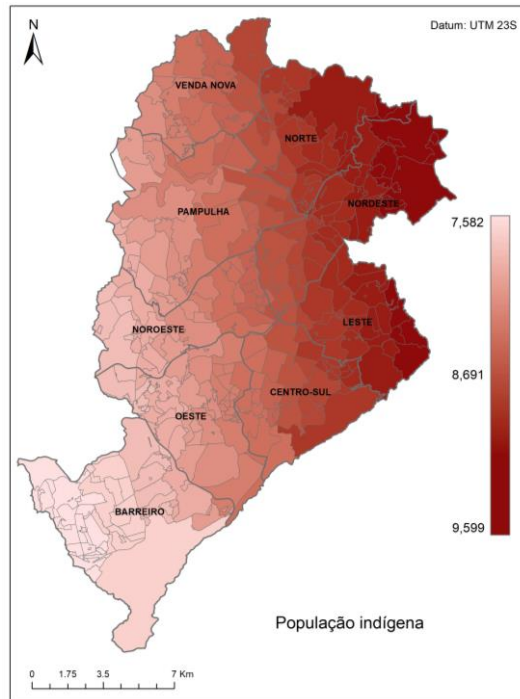 Datum: UTM 23S
N
VENDA NOVA
NORTE
PAMPULHA
NORDESTE
7,582
NOROESTE
LESTE
8,691
OESTE
CENTRO-SUL
BARREIRO
9,599
População indígena
0 1.75 3.5 7 Km